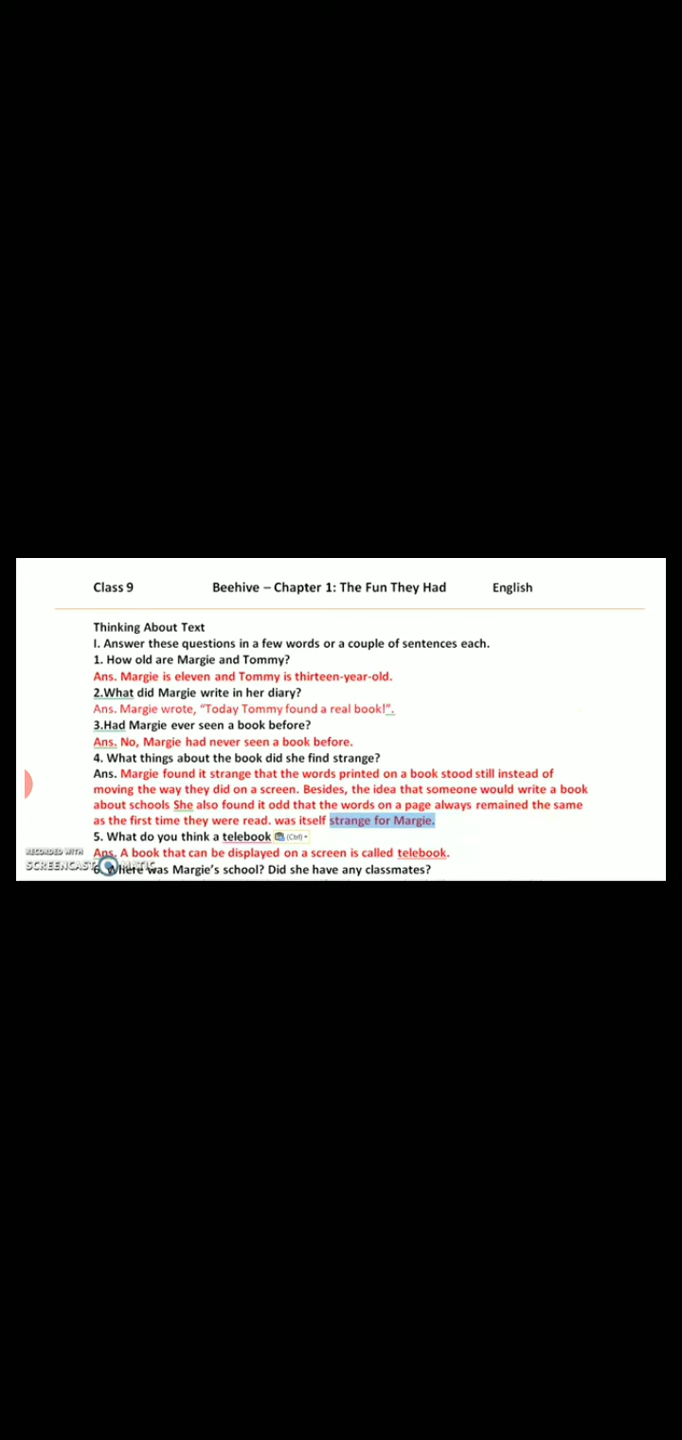 Class 9 Beehive – Chapter 1: The Fun They Had English
Thinking About Text
I. Answer these questions in a few words or a couple of sentences each.
1. How old are Margie and Tommy?
Ans. Margie is eleven and Tommy is thirteen-year-old.
2.What did Margie write in her diary?
Ans. Margie wrote, “Today Tommy found a real book!”.
3.Had Margie ever seen a book before?
Ans. No, Margie had never seen a book before.
4. What things about the book did she find strange?
Ans. Margie found it strange that the words printed on a book stood still instead of
moving the way they did on a screen. Besides, the idea that someone would write a book
about schools She also found it odd that the words on a page always remained the same
as the first time they were read. was itself strange for Margie.
5. What do you think a telebook (Ctrl)
Ans. A book that can be displayed on a screen is called telebook.
RECORDED WITH
SCREENCAST MATIC
6. Where was Margie’s school? Did she have any classmates?